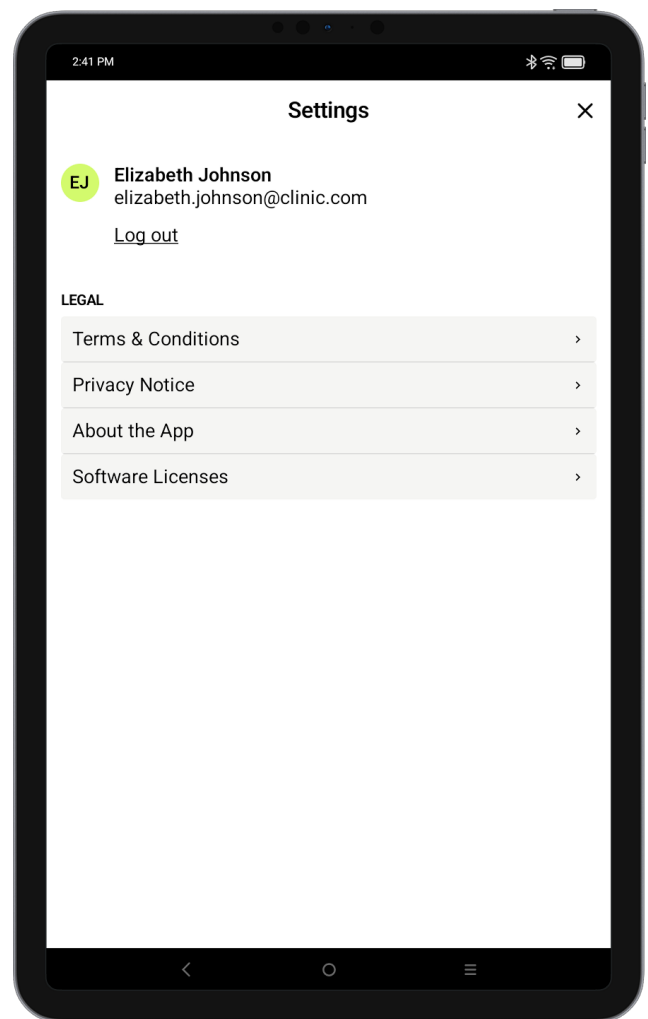 2:41 PM
Settings
EJ
Elizabeth Johnson
elizabeth.johnson@clinic.com
Log out
LEGAL
Terms & Conditions
Privacy Notice
About the App
Software Licenses